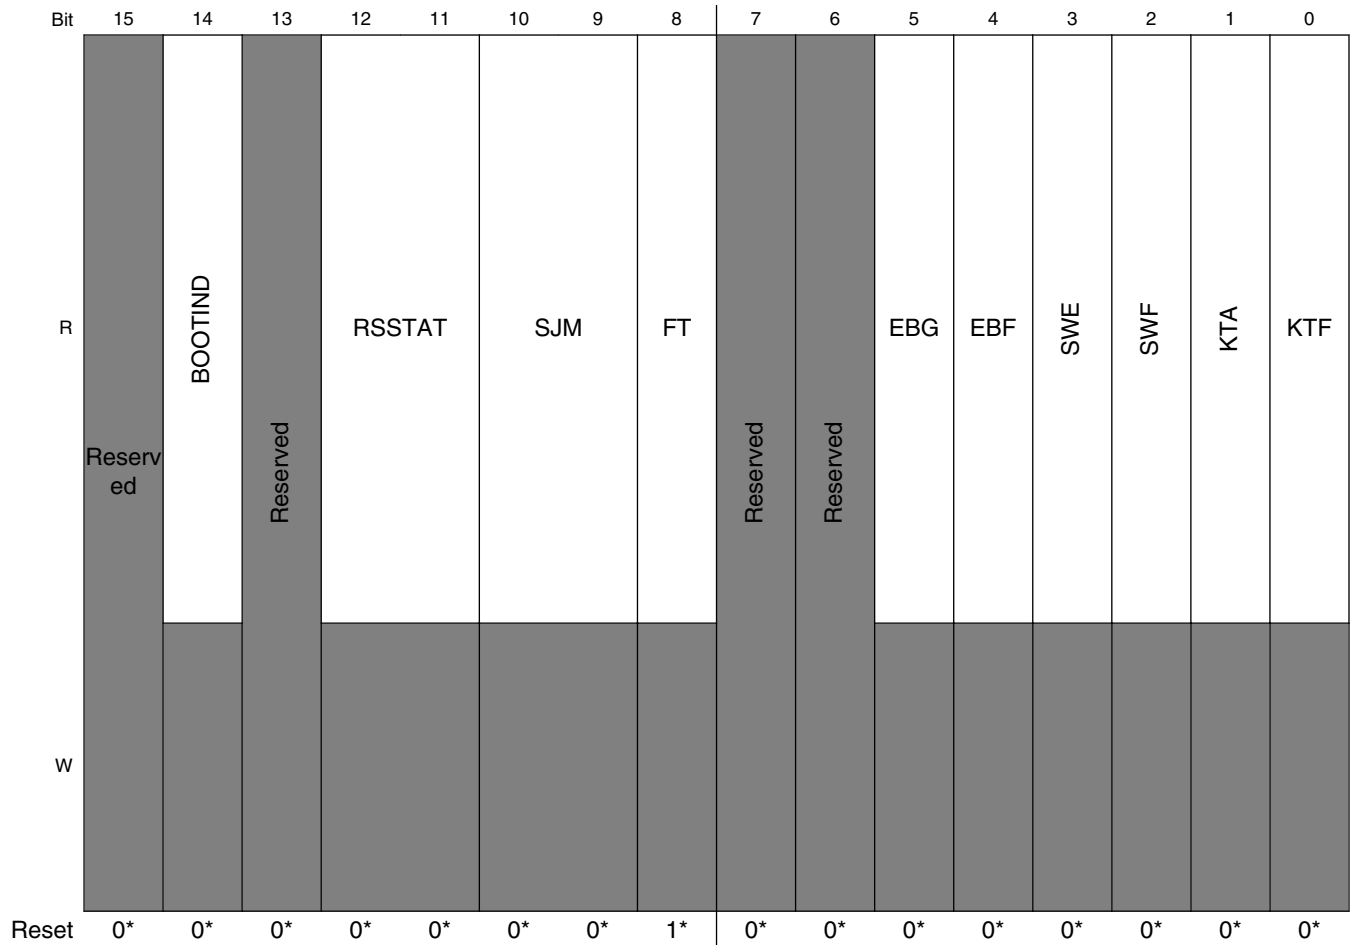 Bit 15 14 13 12 11 10 9 8 7 6 5 4 3 2 1 0
R
Reserv
ed
BOOTIND
Reserved
RSSTAT
SJM
FT
Reserved
Reserved
EBG
EBF
SWE
SWF
KTA
KTF
W
Reset 0* 0* 0* 0* 0* 0* 0* 1* 0* 0* 0* 0* 0* 0* 0* 0*